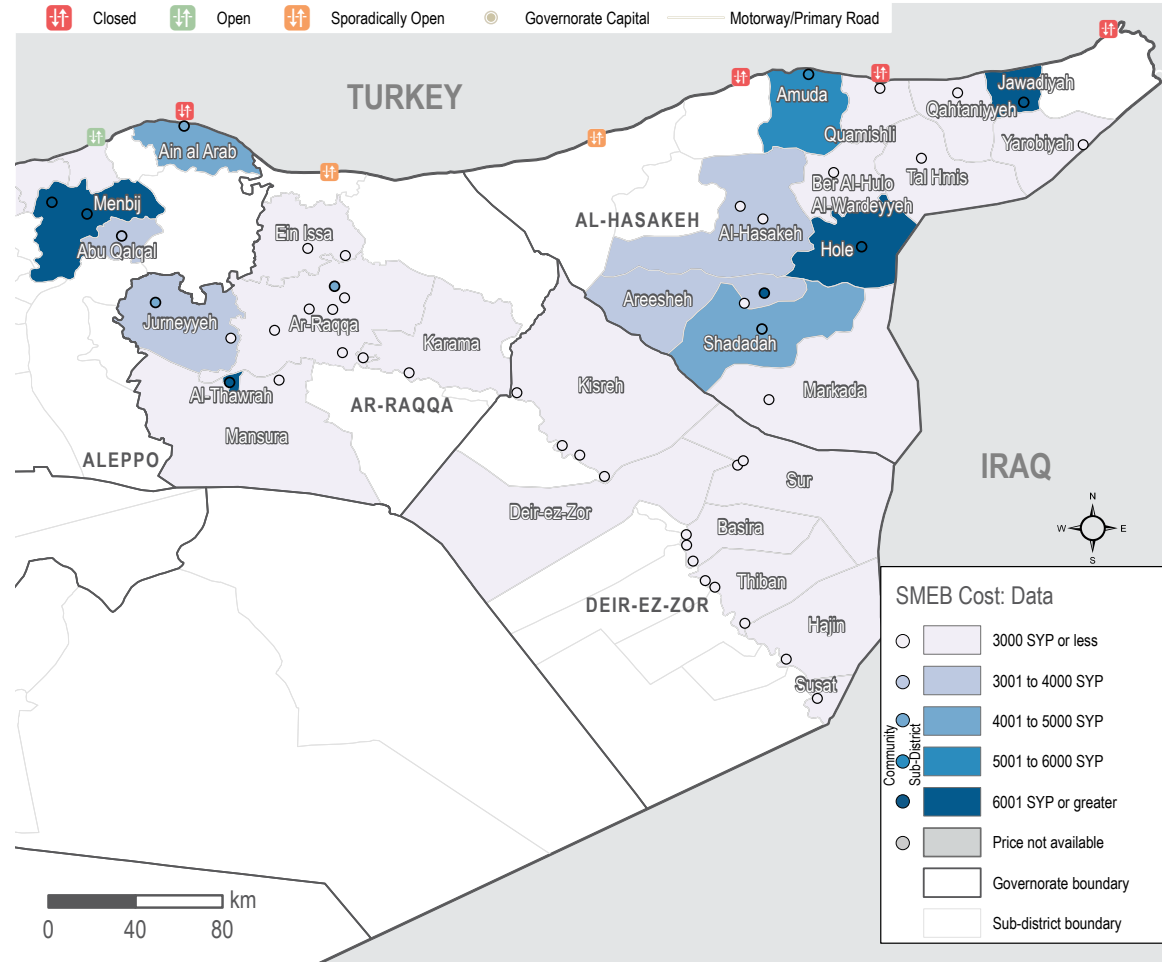 Closed
Open
Sporadically Open
Governorate Capital
Motorway/Primary Road
TURKEY
Jawadiyah
Amuda
Qahtaniyyeh
Quamishli
Yarobiyah
Ain al Arab
Tal Hmis
Ber Al-Hulo
Al-Wardeyyeh
Menbij
AL-HASAKEH
Al-Hasakeh
Ein Issa
Abu Qalqal
Hole
Areesheh
Jurneyyeh
Ar-Raqqa
Karama
Shadadah
Kisreh
Al-Thawrah
Markada
AR-RAQQA
Mansura
ALEPPO
IRAQ
Sur
Deir-ez-Zor
Basira
N
W
E
S
Thiban
DEIR-EZ-ZOR
Hajin
Susat
SMEB Cost: Data
3000 SYP or less
3001 to 4000 SYP
4001 to 5000 SYP
Community
Sub-District
5001 to 6000 SYP
6001 SYP or greater
Price not available
Governorate boundary
Sub-district boundary
km
0 40 80